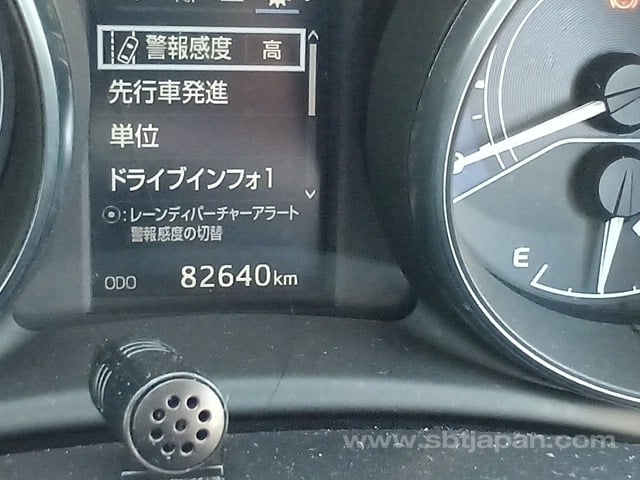 警報感度 高
先行車発進
単位
ドライブインフォ1
◉:レーンディパーチャーアラート
警報感度の切替
ODO 82640km
E
www.sbtjapan.com